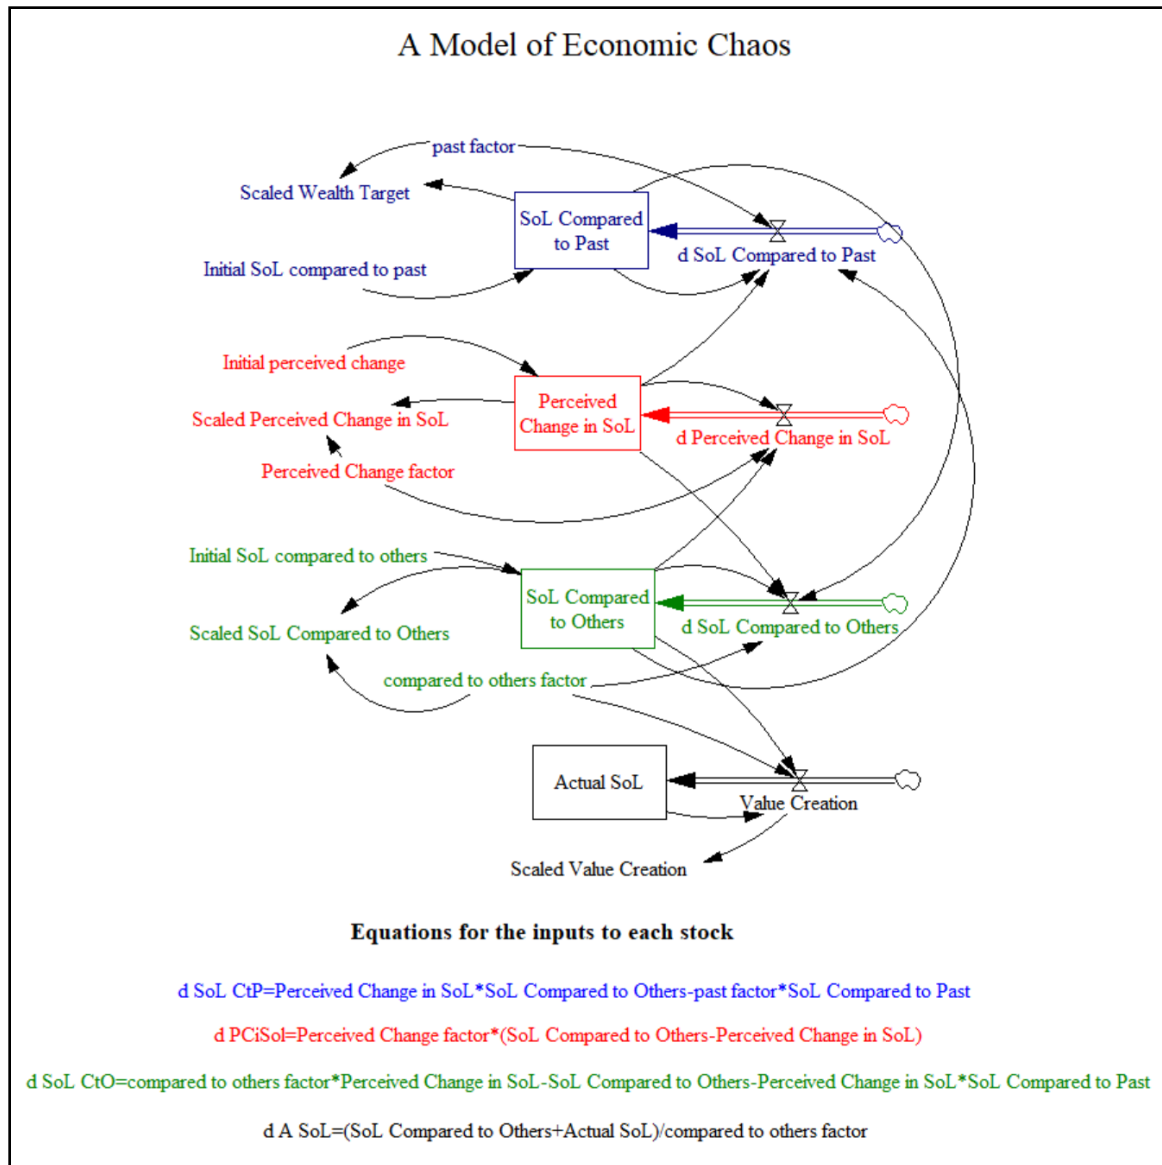 A Model of Economic Chaos
past factor
Scaled Wealth Target
SoL Compared
to Past
d SoL Compared to Past
Initial SoL compared to past
Initial perceived change
Perceived
Change in SoL
Scaled Perceived Change in SoL
d Perceived Change in SoL
Perceived Change factor
Initial SoL compared to others
SoL Compared
to Others
d SoL Compared to Others
Scaled SoL Compared to Others
compared to others factor
Actual SoL
Value Creation
Scaled Value Creation
Equations for the inputs to each stock
d SoL CtP=Perceived Change in SoL*SoL Compared to Others-past factor*SoL Compared to Past
d PCiSol=Perceived Change factor*(SoL Compared to Others-Perceived Change in SoL)
d SoL CtO=compared to others factor*Perceived Change in SoL-SoL Compared to Others-Perceived Change in SoL*SoL Compared to Past
d A SoL=(SoL Compared to Others+Actual SoL)/compared to others factor